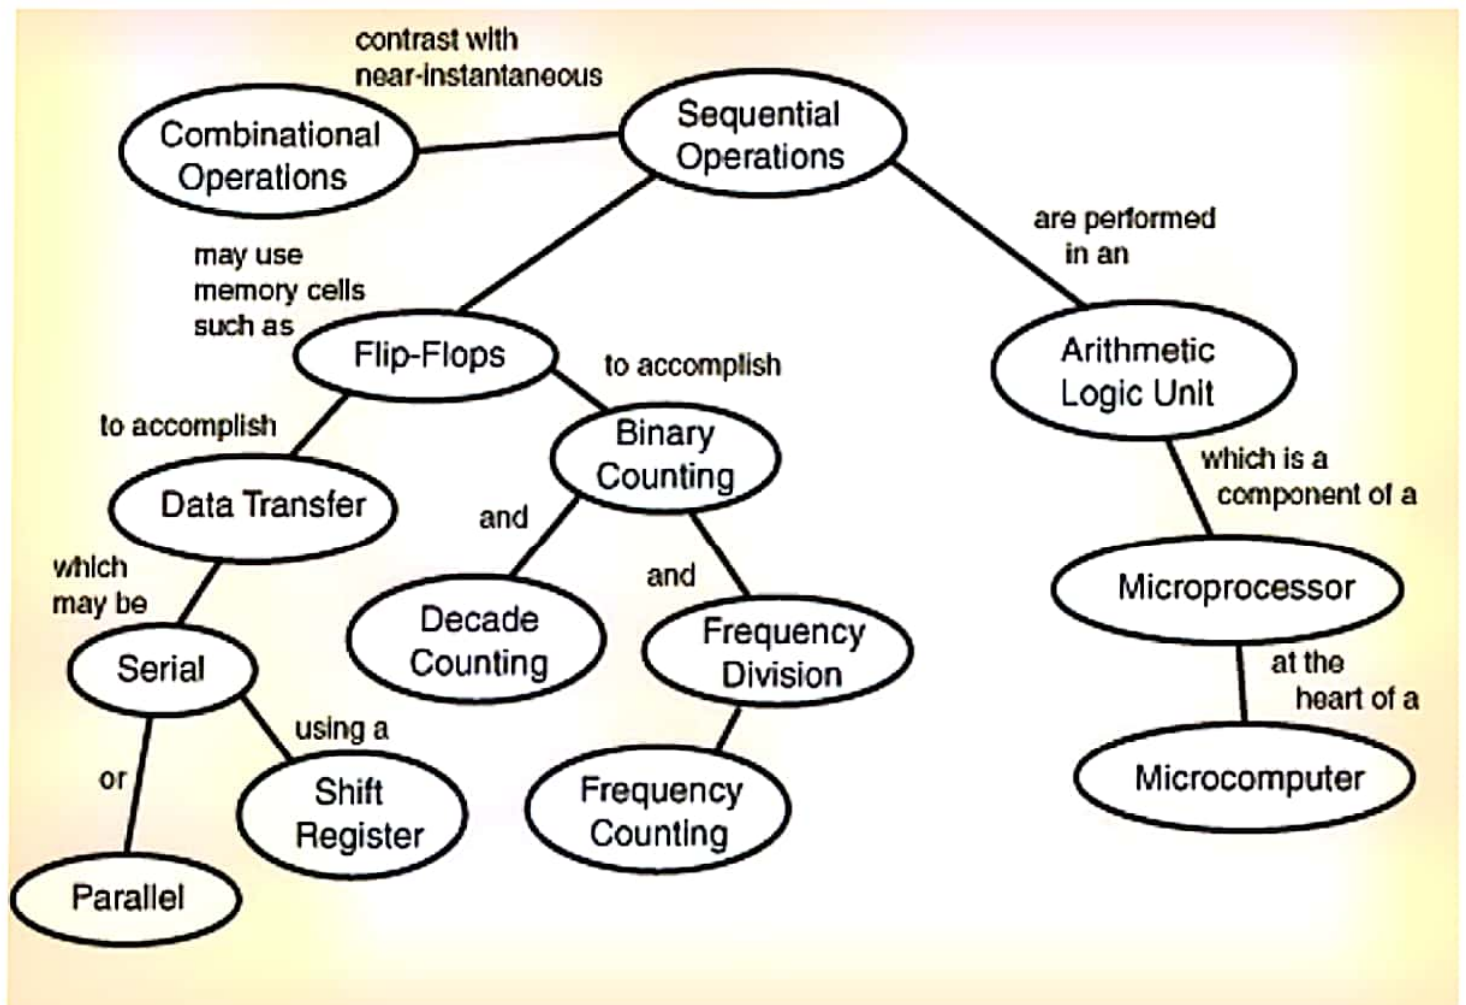 contrast with
near-instantaneous
Combinational
Operations
Sequential
Operations
are performed
in an
may use
memory cells
such as
Flip-Flops
to accomplish
Arithmetic
Logic Unit
to accomplish
Binary
Counting
which is a
component of a
Data Transfer
and
which
may be
and
Microprocessor
Serial
Decade
Counting
Frequency
Division
at the
heart of a
using a
or
Shift
Register
Frequency
Counting
Microcomputer
Parallel